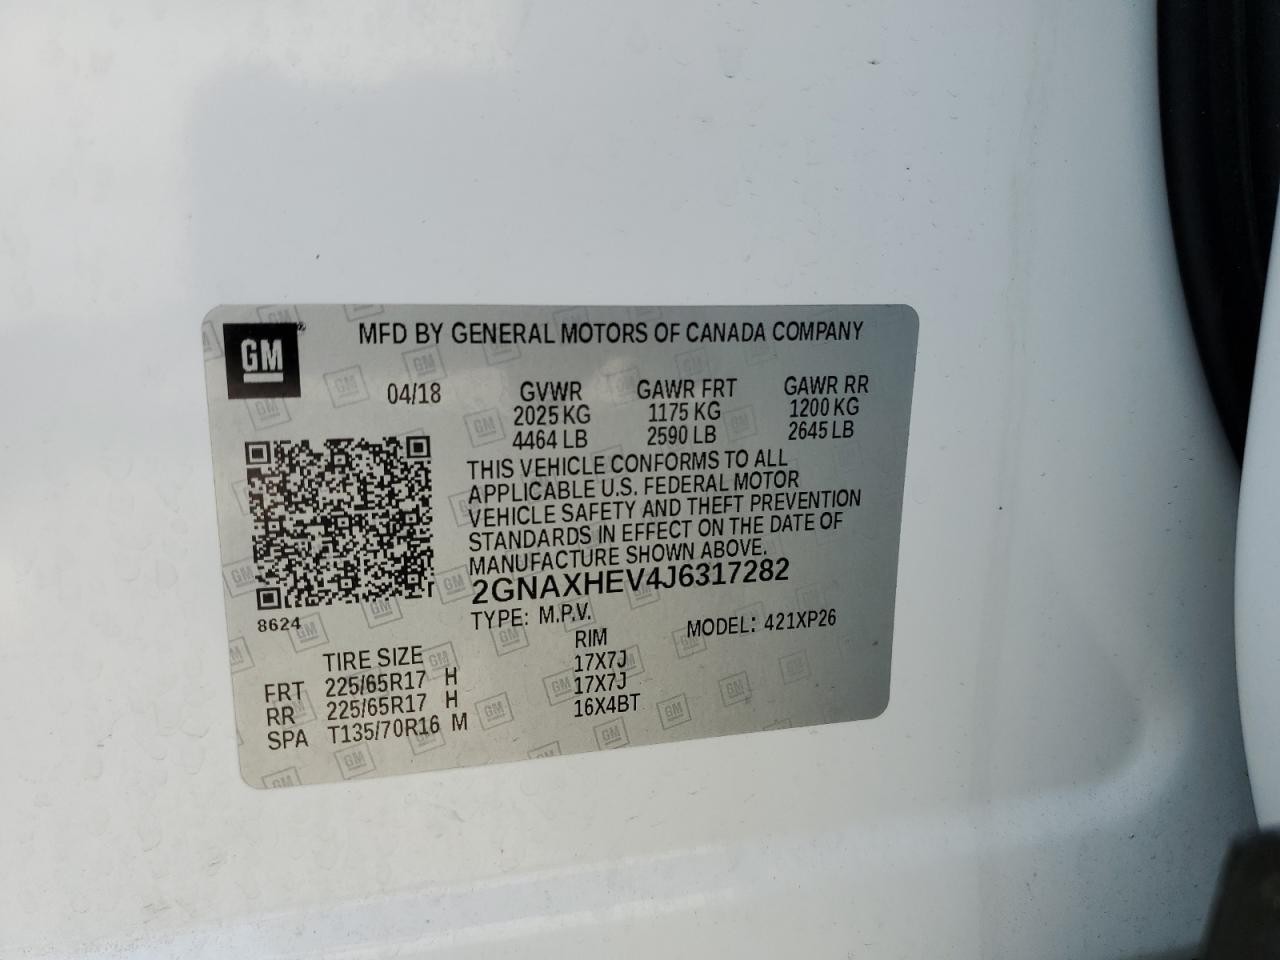 GM
MFD BY GENERAL MOTORS OF CANADA COMPANY
04/18 GVWR GAWR FRT GAWR RR
2025 KG 1175 KG 1200 KG
4464 LB 2590 LB 2645 LB
THIS VEHICLE CONFORMS TO ALL
APPLICABLE U.S. FEDERAL MOTOR
VEHICLE SAFETY AND THEFT PREVENTION
STANDARDS IN EFFECT ON THE DATE OF
MANUFACTURE SHOWN ABOVE.
2GNAXHEV4J6317282
8624
TYPE: M.P.V. MODEL: 421XP26
TIRE SIZE RIM
FRT 225/65R17 H 17X7J
RR 225/65R17 H 17X7J
SPA T135/70R16 M 16X4BT